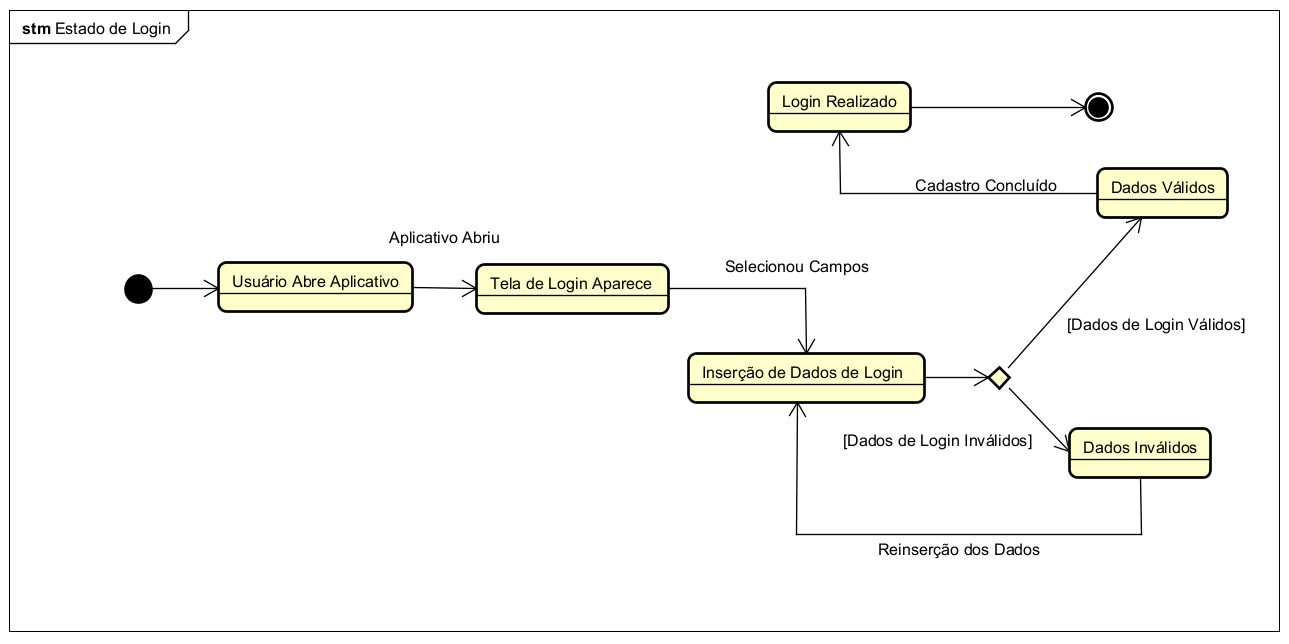 stm Estado de Login
Login Realizado
Cadastro Concluído
Dados Válidos
Aplicativo Abriu
Selecionou Campos
Usuário Abre Aplicativo
Tela de Login Aparece
[Dados de Login Válidos]
Inserção de Dados de Login
[Dados de Login Inválidos]
Dados Inválidos
Reinserção dos Dados